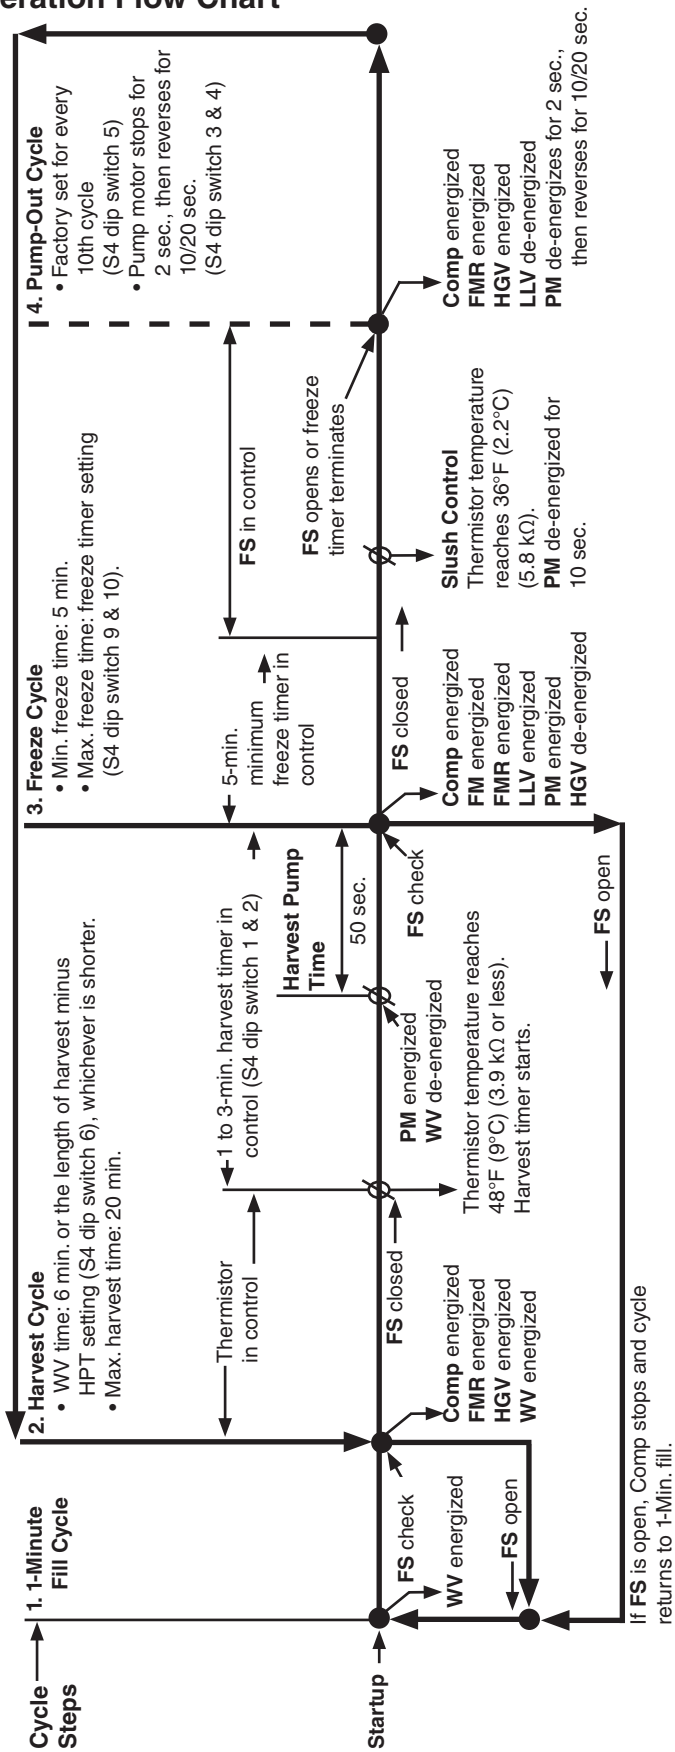 eration Flow Chart
Cycle
Steps
1. 1-Minute
Fill Cycle
2. Harvest Cycle
• WV time: 6 min. or the length of harvest minus
HPT setting (S4 dip switch 6), whichever is shorter.
• Max. harvest time: 20 min.
3. Freeze Cycle
• Min. freeze time: 5 min.
• Max. freeze time: freeze timer setting
(S4 dip switch 9 & 10).
4. Pump-Out Cycle
• Factory set for every
10th cycle
(S4 dip switch 5)
• Pump motor stops for
2 sec., then reverses for
10/20 sec.
(S4 dip switch 3 & 4)
Thermistor
in control
1 to 3-min. harvest timer in
control (S4 dip switch 1 & 2)
Harvest Pump
Time
50 sec.
5-min.
minimum
freeze timer in
control
FS in control
FS opens or freeze
timer terminates
Startup
FS check
WV energized
FS open
FS closed
Comp energized
FMR energized
HGV energized
WV energized
Thermistor temperature reaches
48°F (9°C) (3.9 kΩ or less).
Harvest timer starts.
PM energized
WV de-energized
FS check
FS open
FS closed
Comp energized
FM energized
FMR energized
LLV energized
PM energized
HGV de-energized
Slush Control
Thermistor temperature
reaches 36°F (2.2°C)
(5.8 kΩ).
PM de-energized for
10 sec.
Comp energized
FMR energized
HGV energized
LLV de-energized
PM de-energizes for 2 sec.,
then reverses for 10/20 sec.
If FS is open, Comp stops and cycle
returns to 1-Min. fill.